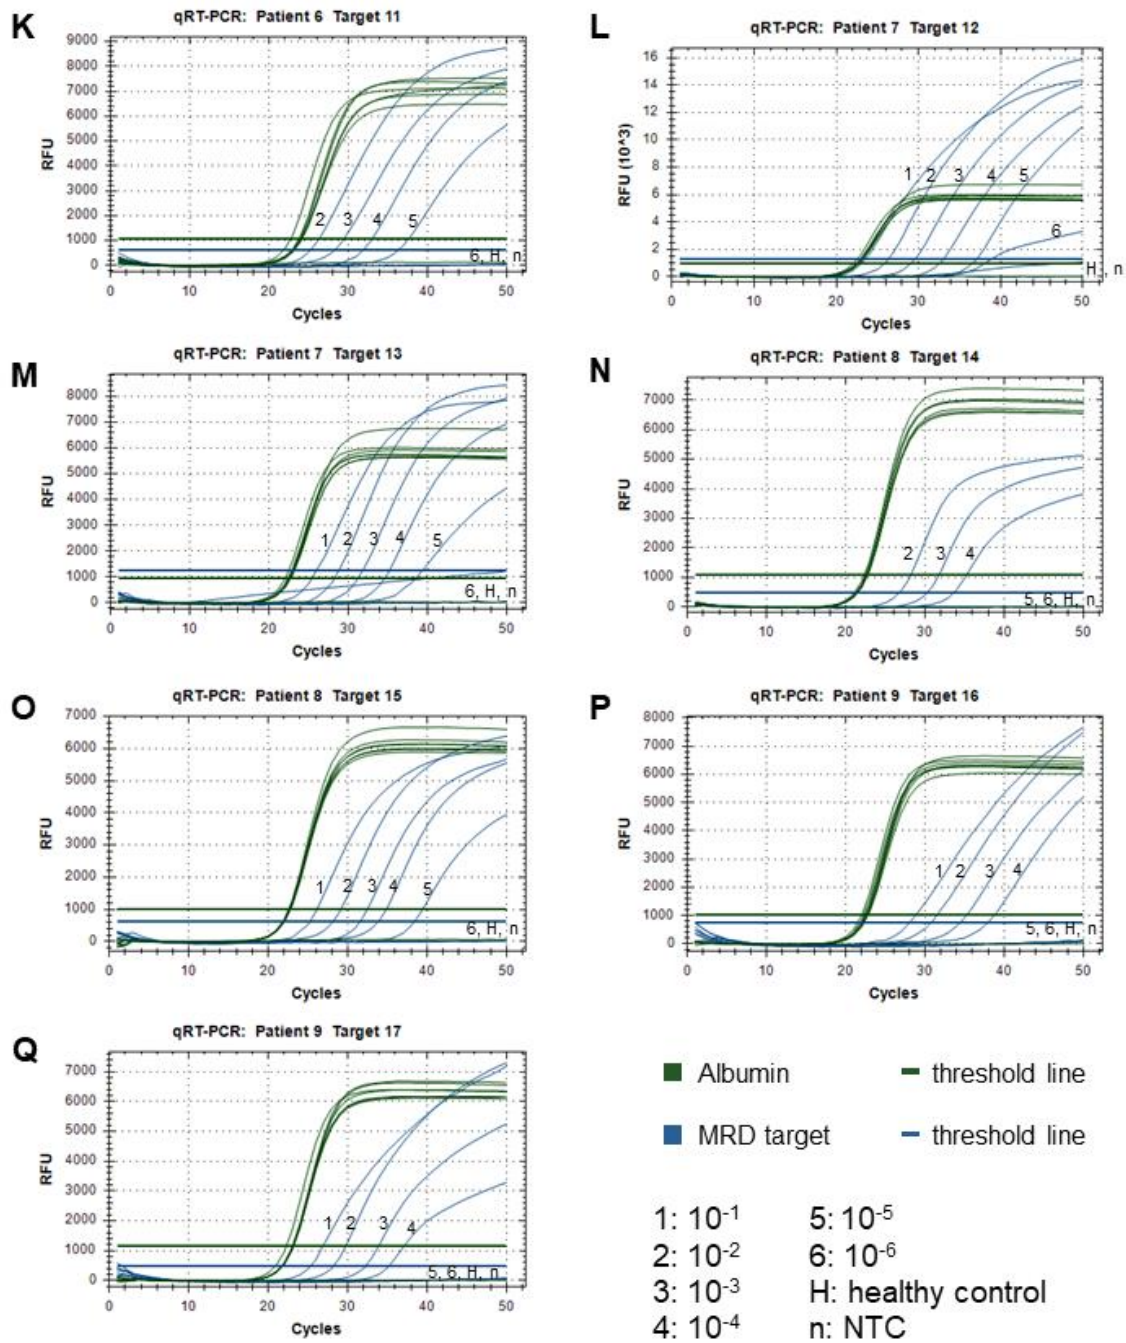 K
qRT-PCR: Patient 6 Target 11
9000
8000
7000
6000
5000
4000
3000
2000
1000
0
RFU
2 3 4 5
6, H, n
0 10 20 30 40 50
Cycles
L
qRT-PCR: Patient 7 Target 12
16
14
12
10
8
6
4
2
0
RFU (10^3)
1 2 3 4 5
6
H, n
0 10 20 30 40 50
Cycles
M
qRT-PCR: Patient 7 Target 13
8000
7000
6000
5000
4000
3000
2000
1000
0
RFU
1 2 3 4 5
6, H, n
0 10 20 30 40 50
Cycles
N
qRT-PCR: Patient 8 Target 14
7000
6000
5000
4000
3000
2000
1000
0
RFU
2 3 4
5, 6, H, n
0 10 20 30 40 50
Cycles
O
qRT-PCR: Patient 8 Target 15
7000
6000
5000
4000
3000
2000
1000
0
RFU
1 2 3 4 5
6, H, n
0 10 20 30 40 50
Cycles
P
qRT-PCR: Patient 9 Target 16
8000
7000
6000
5000
4000
3000
2000
1000
0
RFU
1 2 3 4
5, 6, H, n
0 10 20 30 40 50
Cycles
Q
qRT-PCR: Patient 9 Target 17
7000
6000
5000
4000
3000
2000
1000
0
RFU
1 2 3 4
5, 6, H, n
0 10 20 30 40 50
Cycles
Albumin threshold line
MRD target threshold line
1: 10⁻¹ 5: 10⁻⁵
2: 10⁻² 6: 10⁻⁶
3: 10⁻³ H: healthy control
4: 10⁻⁴ n: NTC